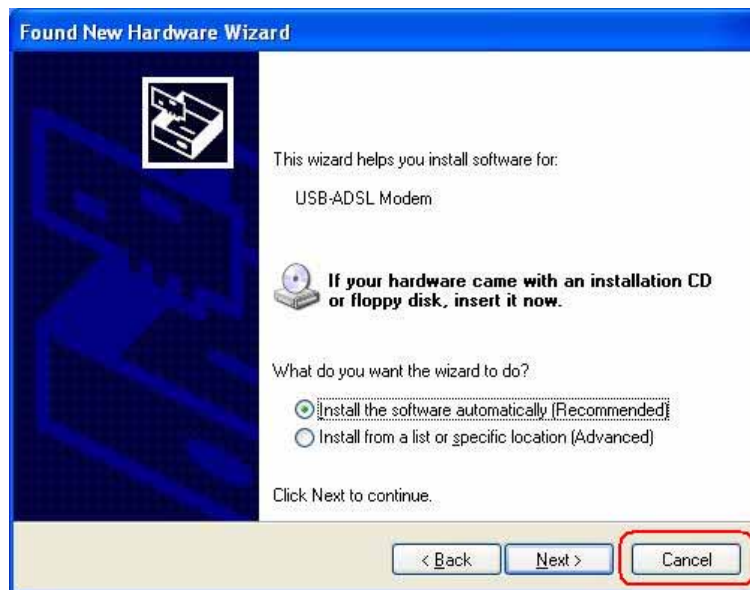 Found New Hardware Wizard
This wizard helps you install software for:
USB-ADSL Modem
If your hardware came with an installation CD
or floppy disk, insert it now.
What do you want the wizard to do?
Install the software automatically (Recommended)
Install from a list or specific location (Advanced)
Click Next to continue.
< Back Next > Cancel